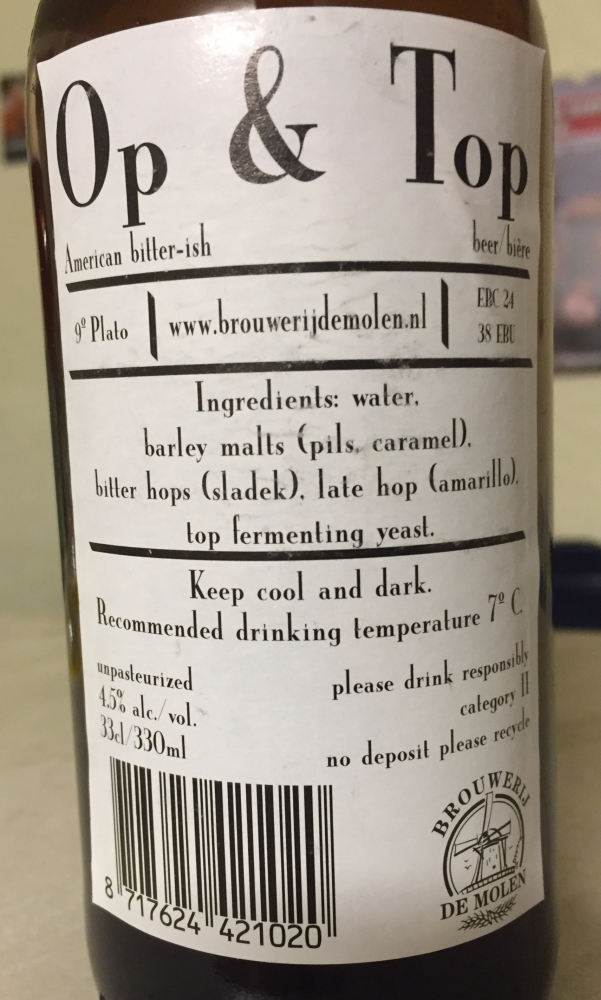 Op & Top
American bitter-ish
beer/bière
9º Plato
www.brouwerijdemolen.nl
EBC 24
38 EBU
Ingredients: water,
barley malts (pils, caramel),
bitter hops (sladek), late hop (amarillo),
top fermenting yeast.
Keep cool and dark.
Recommended drinking temperature 7º C
unpasteurized
4.5% alc./vol.
33cl/330ml
please drink responsibly
category II
no deposit please recycle
8 717624 421020
BROUWERIJ
DE MOLEN